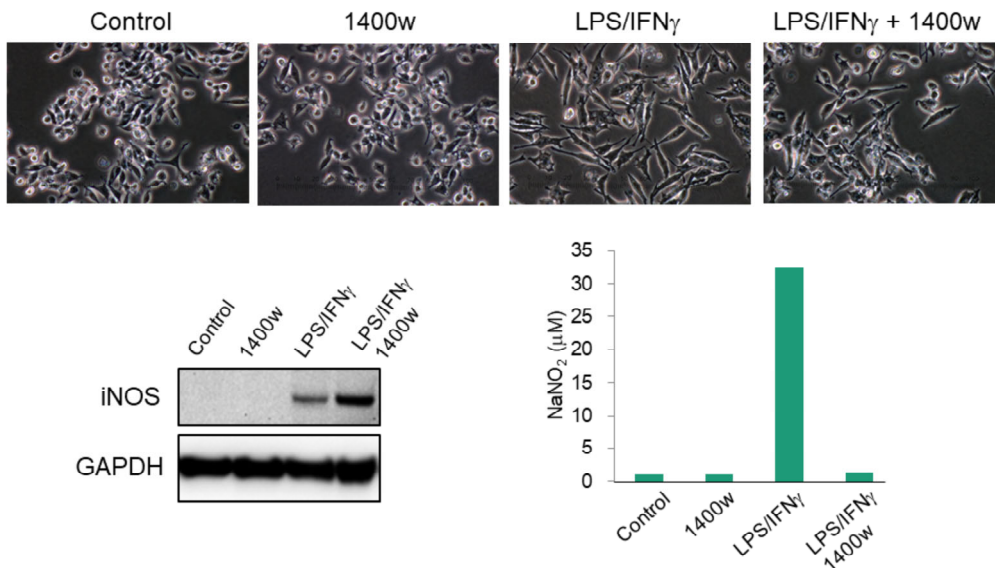 Control
1400w
LPS/IFNγ
LPS/IFNγ + 1400w
Control
1400w
LPS/IFNγ
LPS/IFNγ
1400w
iNOS
GAPDH
35
30
25
20
15
10
5
0
NaNO₂ (μM)
Control
1400w
LPS/IFNγ
LPS/IFNγ
1400w